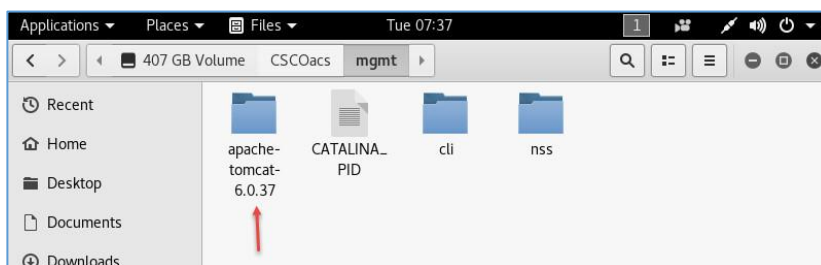 Applications Places Files Tue 07:37 1
407 GB Volume CSCOacs mgmt
Recent
Home
Desktop
Documents
Downloads
apache-
tomcat-
6.0.37
CATALINA_
PID
cli
nss